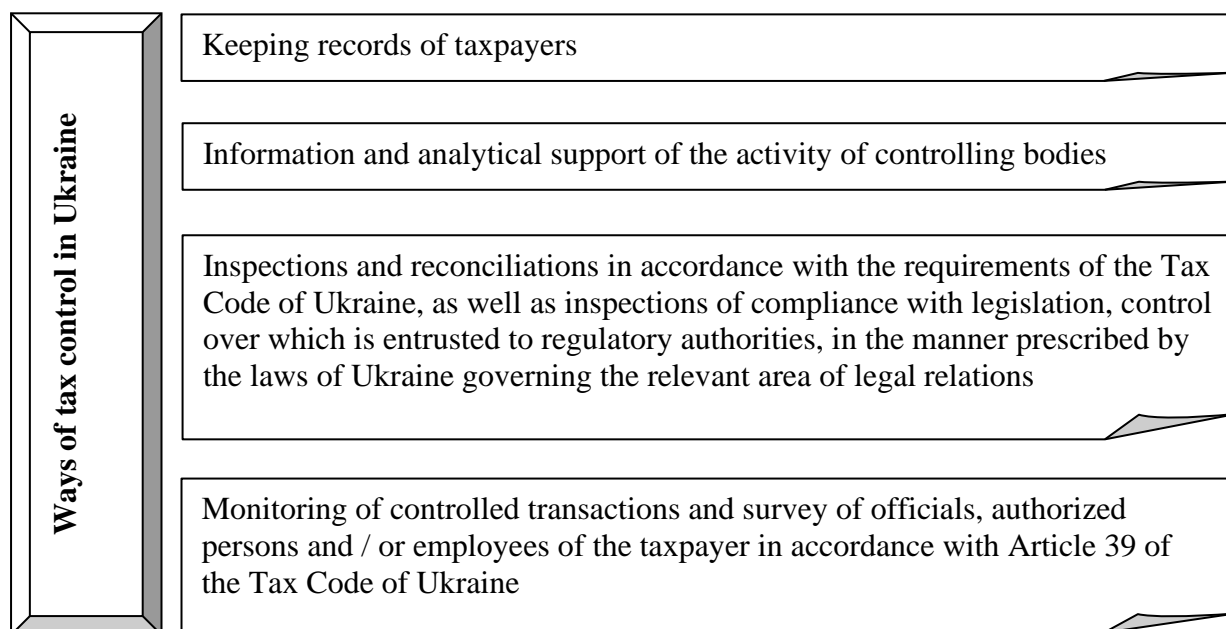 Ways of tax control in Ukraine
Keeping records of taxpayers
Information and analytical support of the activity of controlling bodies
Inspections and reconciliations in accordance with the requirements of the Tax
Code of Ukraine, as well as inspections of compliance with legislation, control
over which is entrusted to regulatory authorities, in the manner prescribed by
the laws of Ukraine governing the relevant area of legal relations
Monitoring of controlled transactions and survey of officials, authorized
persons and / or employees of the taxpayer in accordance with Article 39 of
the Tax Code of Ukraine